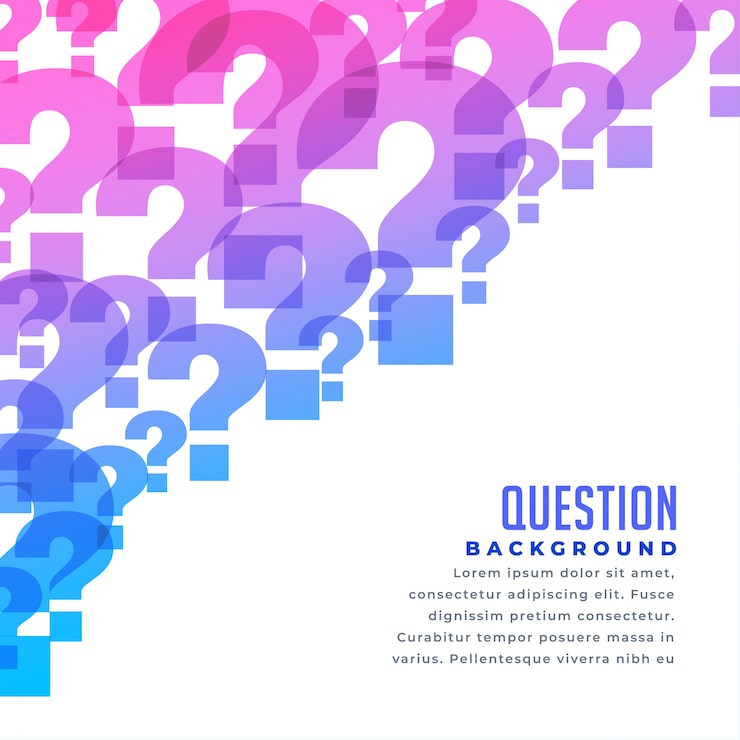 QUESTION
BACKGROUND
Lorem ipsum dolor sit amet,
consectetur adipiscing elit. Fusce
dignissim pretium consectetur.
Curabitur tempor posuere massa in
varius. Pellentesque viverra nibh eu